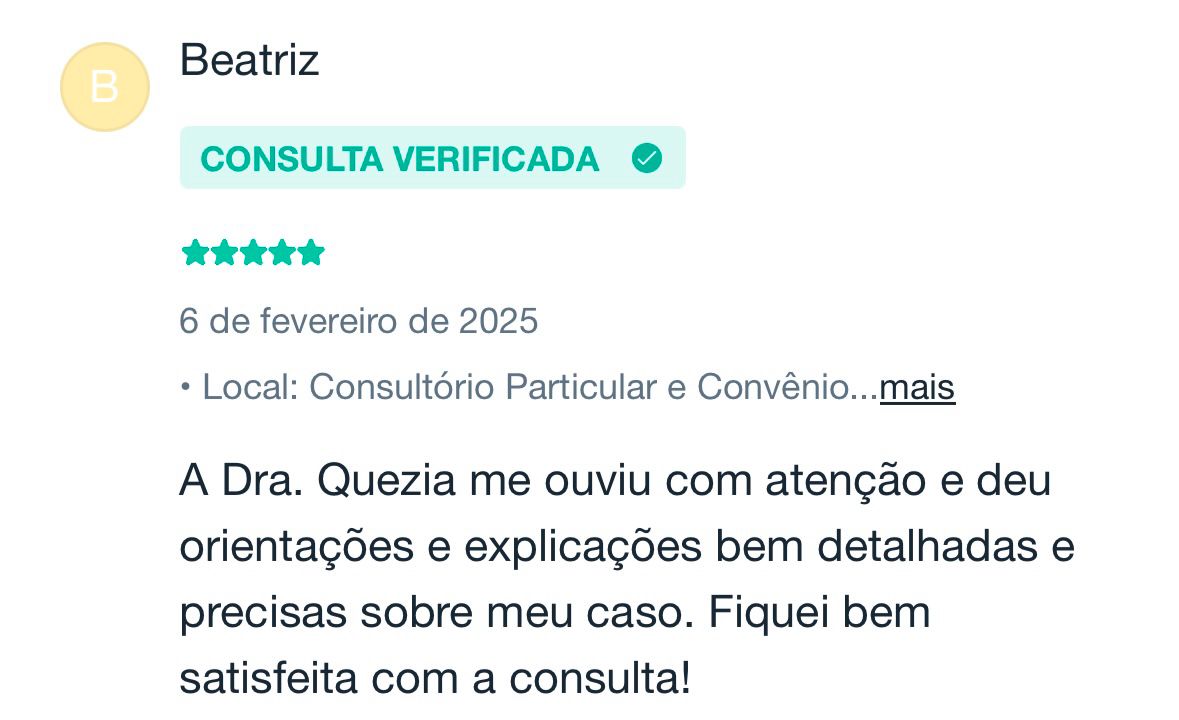 B
Beatriz
CONSULTA VERIFICADA
6 de fevereiro de 2025
• Local: Consultório Particular e Convênio...mais
A Dra. Quezia me ouviu com atenção e deu
orientações e explicações bem detalhadas e
precisas sobre meu caso. Fiquei bem
satisfeita com a consulta!